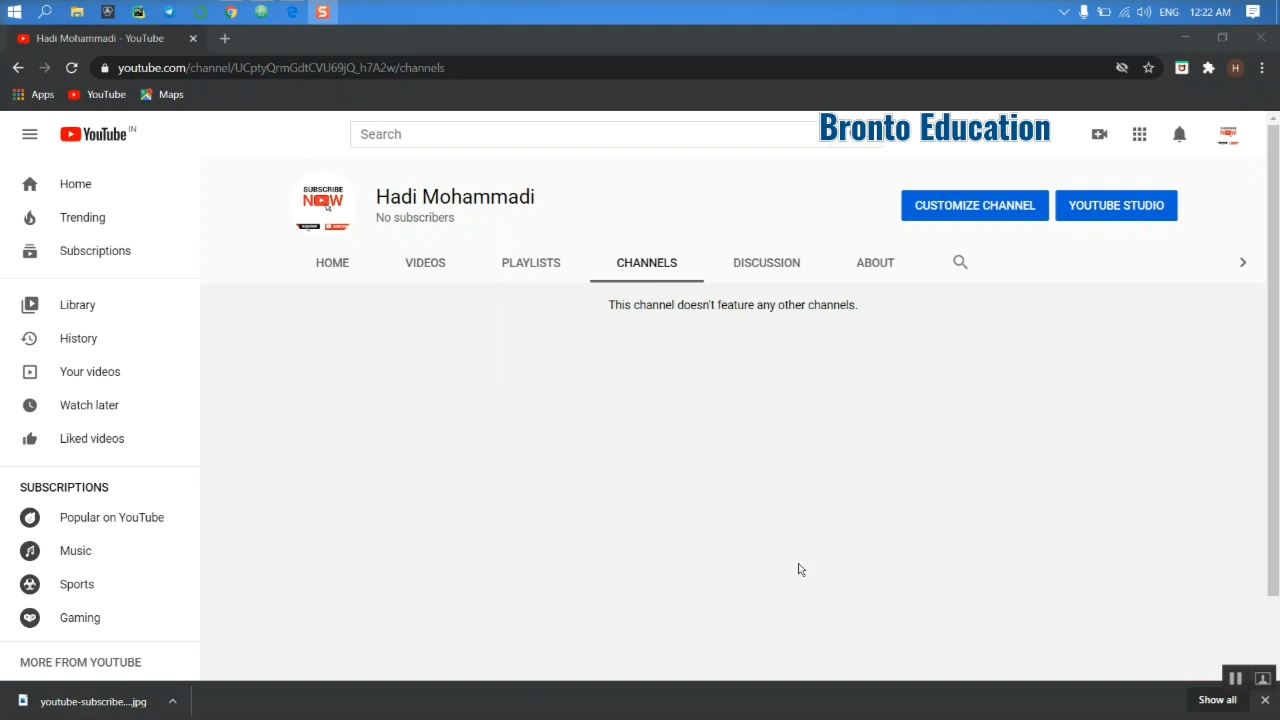 ENG 12:22 AM
Hadi Mohammadi - YouTube
youtube.com/channel/UCptyQrmGdtCVU69jQ_h7A2w/channels
H
Apps YouTube Maps
YouTube IN
Search
Bronto Education
Home
Trending
Subscriptions
Library
History
Your videos
Watch later
Liked videos
SUBSCRIPTIONS
Popular on YouTube
Music
Sports
Gaming
MORE FROM YOUTUBE
SUBSCRIBE
NOW
Hadi Mohammadi
No subscribers
CUSTOMIZE CHANNEL YOUTUBE STUDIO
HOME VIDEOS PLAYLISTS CHANNELS DISCUSSION ABOUT
This channel doesn't feature any other channels.
youtube-subscribe....jpg
Show all